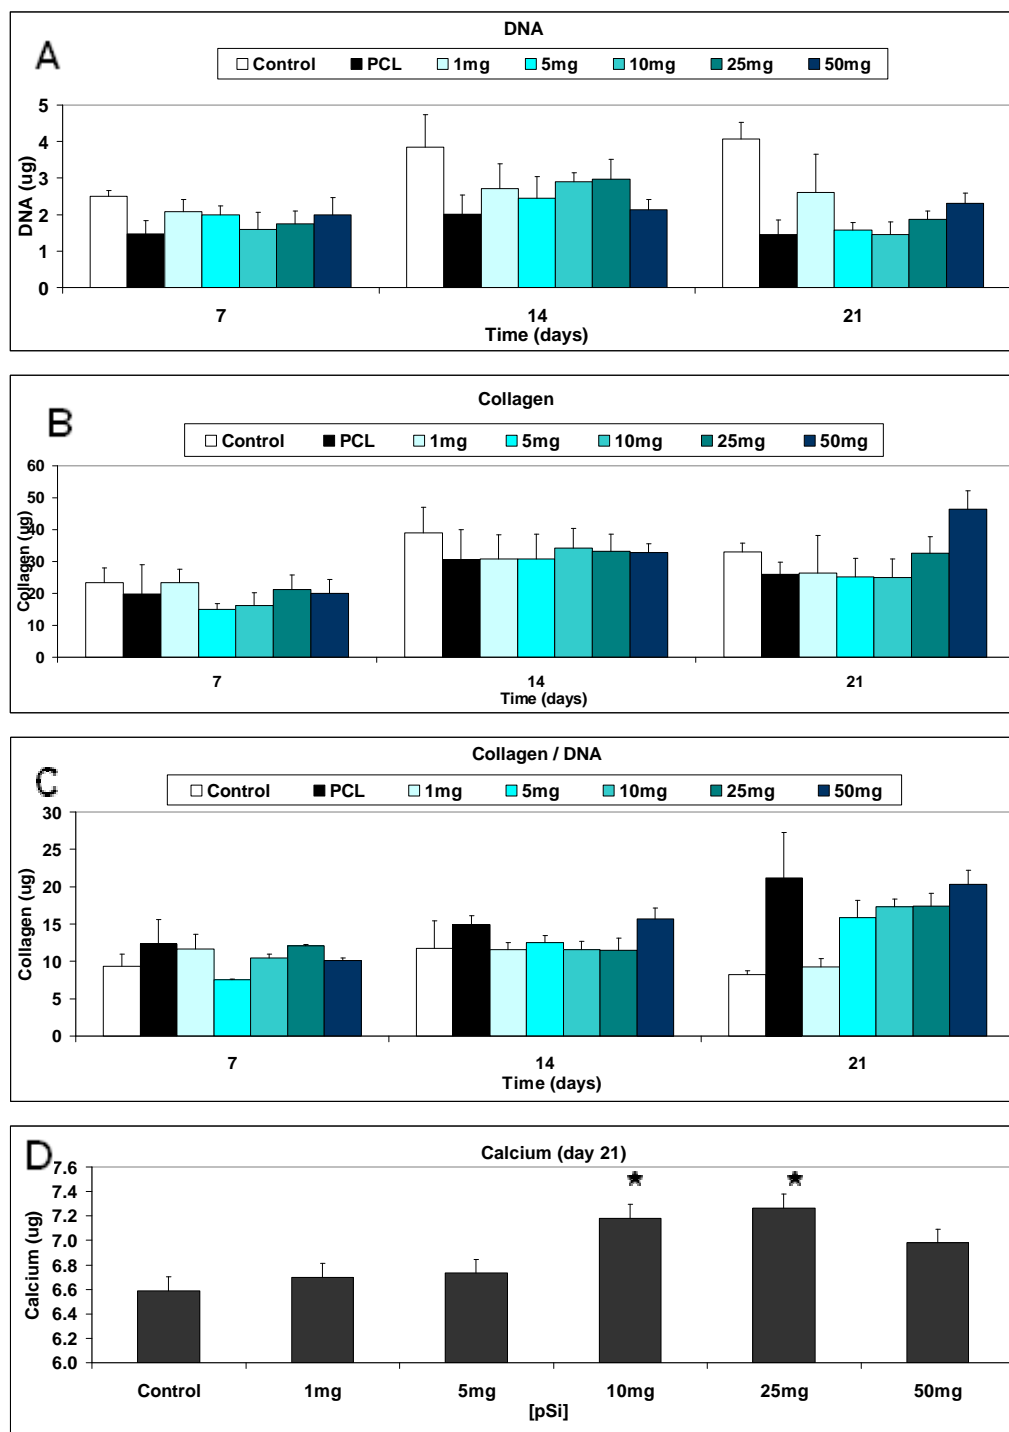 A
DNA
Control PCL 1mg 5mg 10mg 25mg 50mg
5
4
3
2
1
0
DNA (ug)
7 14 21
Time (days)
B
Collagen
Control PCL 1mg 5mg 10mg 25mg 50mg
60
50
40
30
20
10
0
Collagen (ug)
7 14 21
Time (days)
C
Collagen / DNA
Control PCL 1mg 5mg 10mg 25mg 50mg
30
25
20
15
10
5
0
Collagen (ug)
7 14 21
Time (days)
D
Calcium (day 21)
7.6
7.4
7.2
7.0
6.8
6.6
6.4
6.2
6.0
Calcium (ug)
Control 1mg 5mg 10mg 25mg 50mg
[pSi]